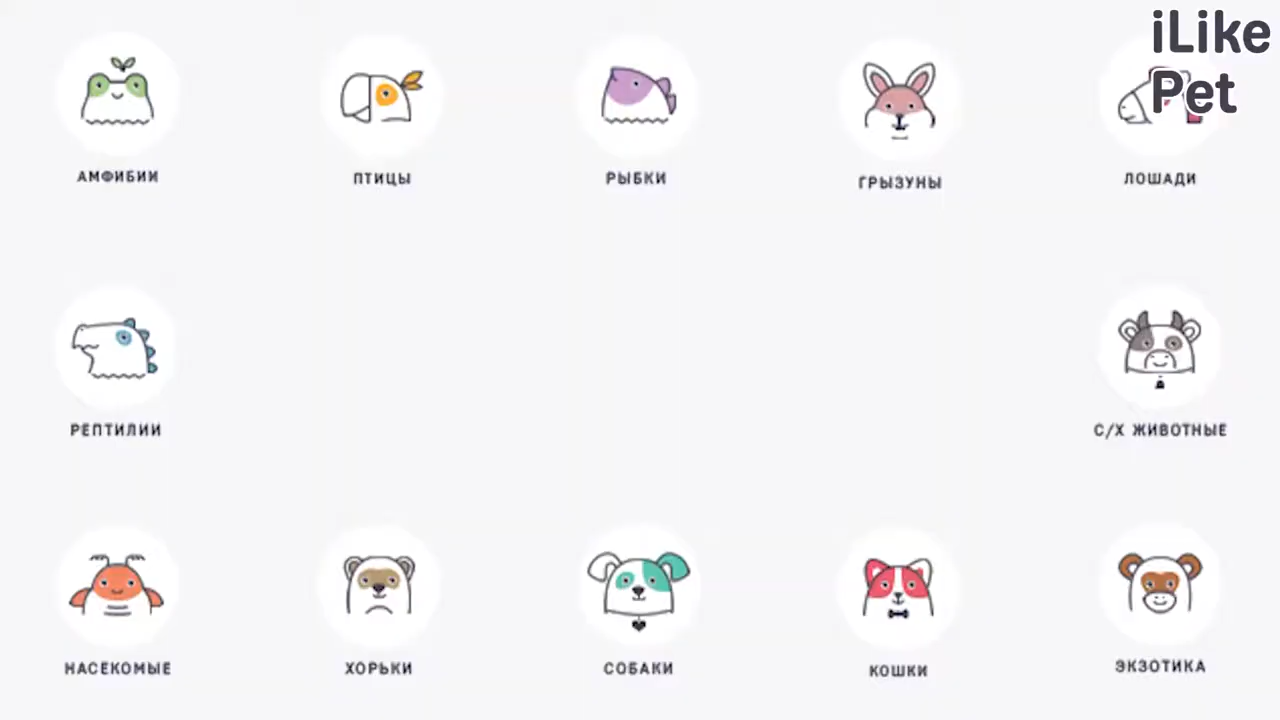 iLike
Pet
АМФИБИИ
ПТИЦЫ
РЫБКИ
ГРЫЗУНЫ
ЛОШАДИ
РЕПТИЛИИ
С/Х ЖИВОТНЫЕ
НАСЕКОМЫЕ
ХОРЬКИ
СОБАКИ
КОШКИ
ЭКЗОТИКА